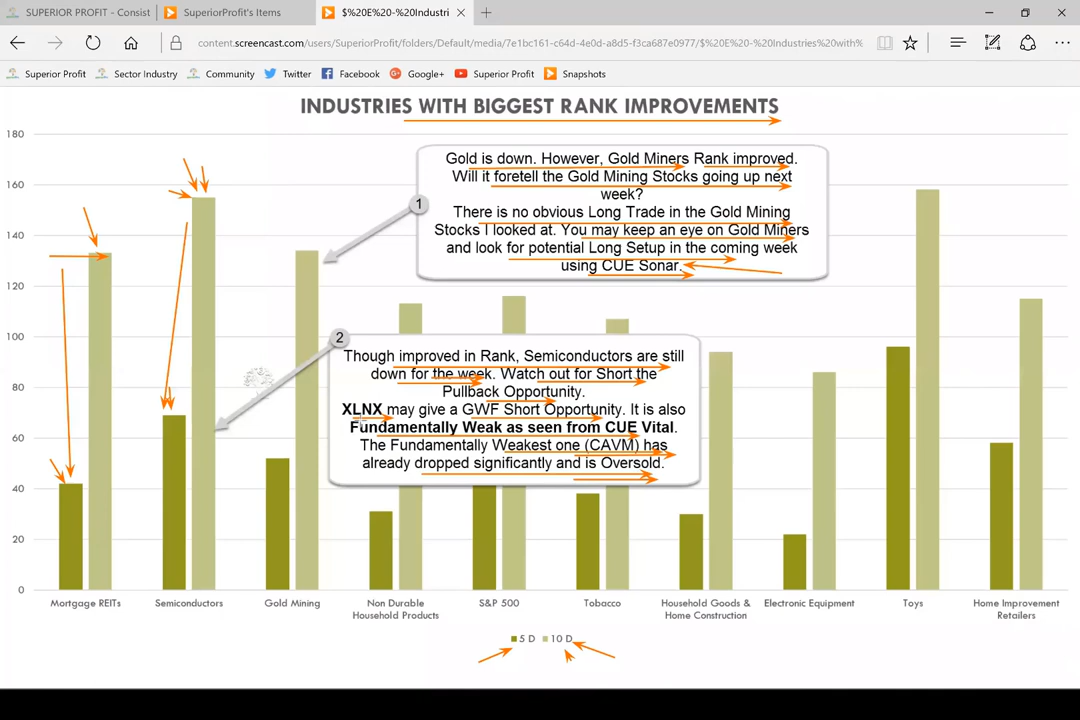 SUPERIOR PROFIT - Consist
SuperiorProfit's Items
$%20E%20-%20Industri
content.screencast.com/users/SuperiorProfit/folders/Default/media/7e1bc161-c64d-4e0d-a8d5-f3ca687e0977/$%20E%20-%20Industries%20with%
Superior Profit
Sector Industry
Community
Twitter
Facebook
Google+
Superior Profit
Snapshots
INDUSTRIES WITH BIGGEST RANK IMPROVEMENTS
180
160
140
120
100
80
60
40
20
0
1
Gold is down. However, Gold Miners Rank improved.
Will it foretell the Gold Mining Stocks going up next
week?
There is no obvious Long Trade in the Gold Mining
Stocks I looked at. You may keep an eye on Gold Miners
and look for potential Long Setup in the coming week
using CUE Sonar.
2
Though improved in Rank, Semiconductors are still
down for the week. Watch out for Short the
Pullback Opportunity.
XLNX may give a GWF Short Opportunity. It is also
Fundamentally Weak as seen from CUE Vital.
The Fundamentally Weakest one (CAVM) has
already dropped significantly and is Oversold.
Mortgage REITs
Semiconductors
Gold Mining
Non Durable
Household Products
S&P 500
Tobacco
Household Goods &
Home Construction
Electronic Equipment
Toys
Home Improvement
Retailers
5 D
10 D